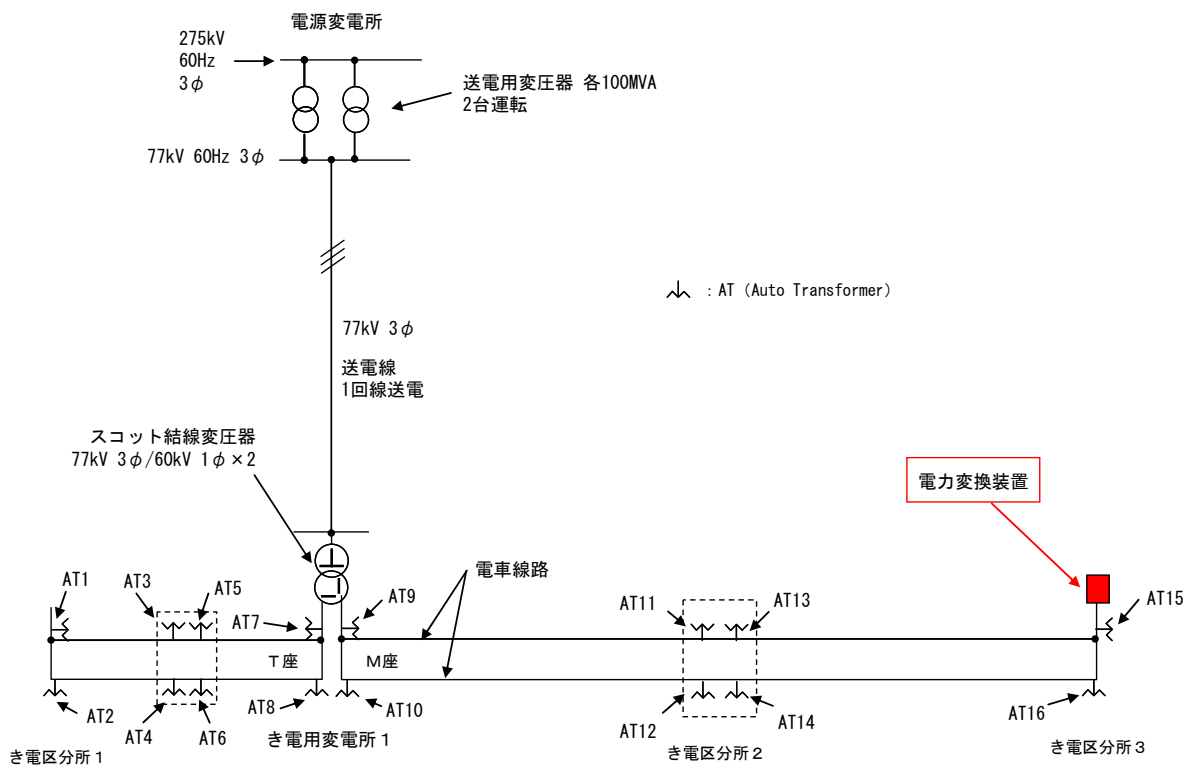 電源変電所
275kV
60Hz
3φ
送電用変圧器 各100MVA
2台運転
77kV 60Hz 3φ
: AT (Auto Transformer)
77kV 3φ
送電線
1回線送電
スコット結線変圧器
77kV 3φ/60kV 1φ×2
電力変換装置
電車線路
AT1
AT3
AT5
AT7
AT9
AT11
AT13
AT15
T座
M座
AT2
AT4
AT6
AT8
AT10
AT12
AT14
AT16
き電区分所1
き電用変電所1
き電区分所2
き電区分所3